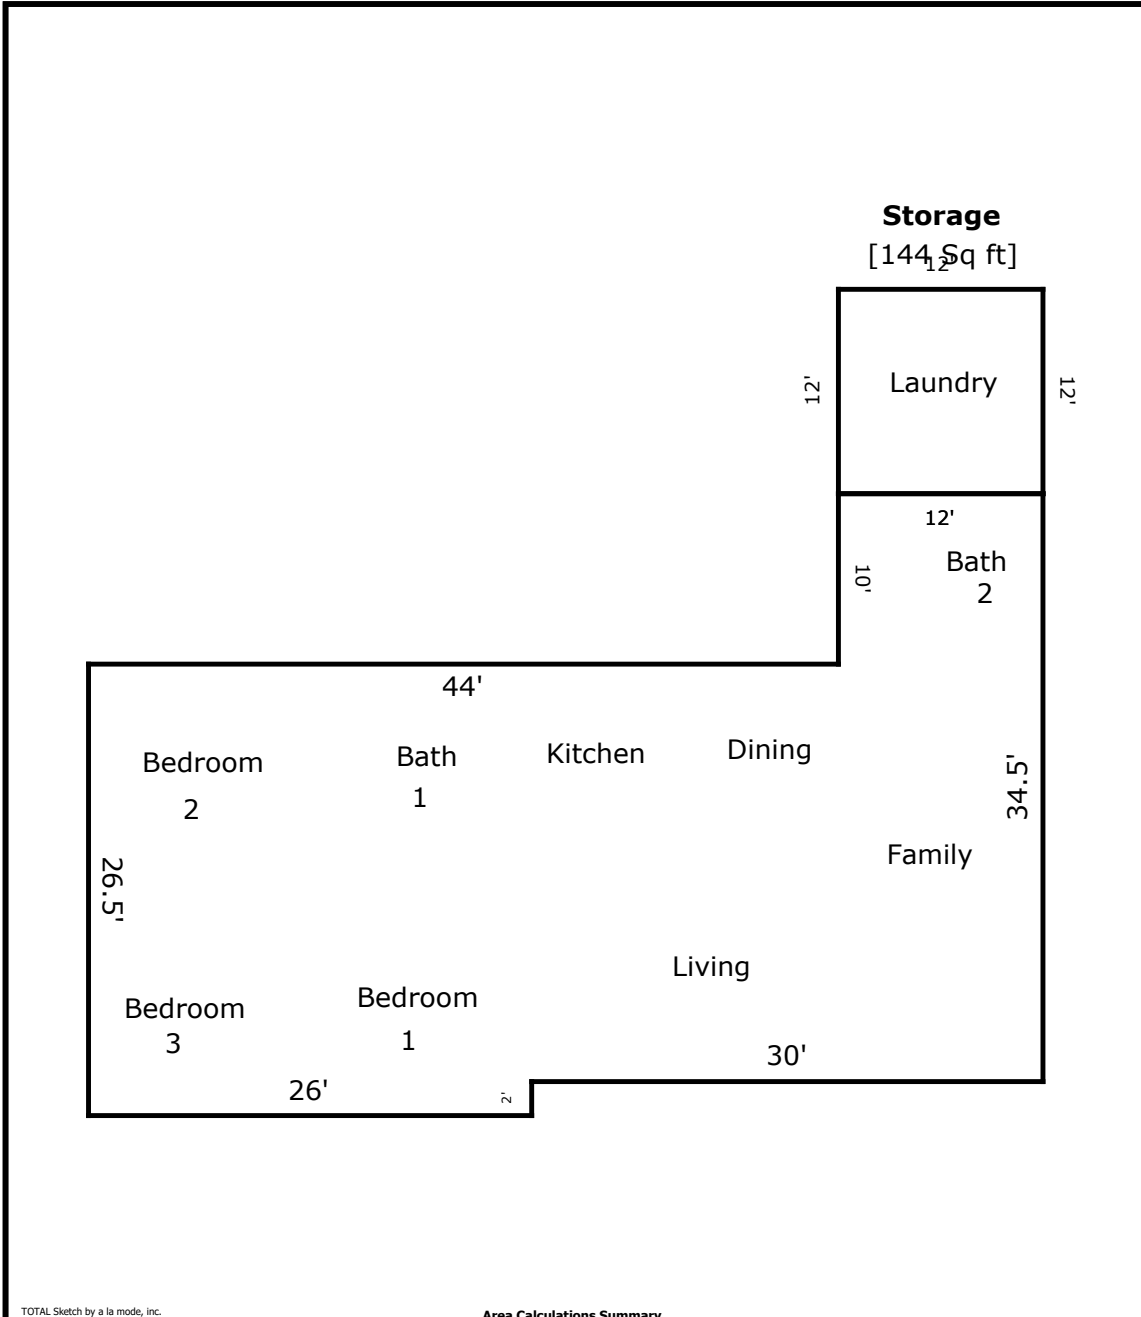 Storage
[144 Sq ft]
12'
12'
Laundry
12'
12'
Bath
2
10'
44'
Bedroom
2
Bath
1
Kitchen
Dining
34.5'
Family
26.5'
Living
Bedroom
3
Bedroom
1
30'
26'
2'
TOTAL Sketch by a la mode, inc.
Area Calculations Summary